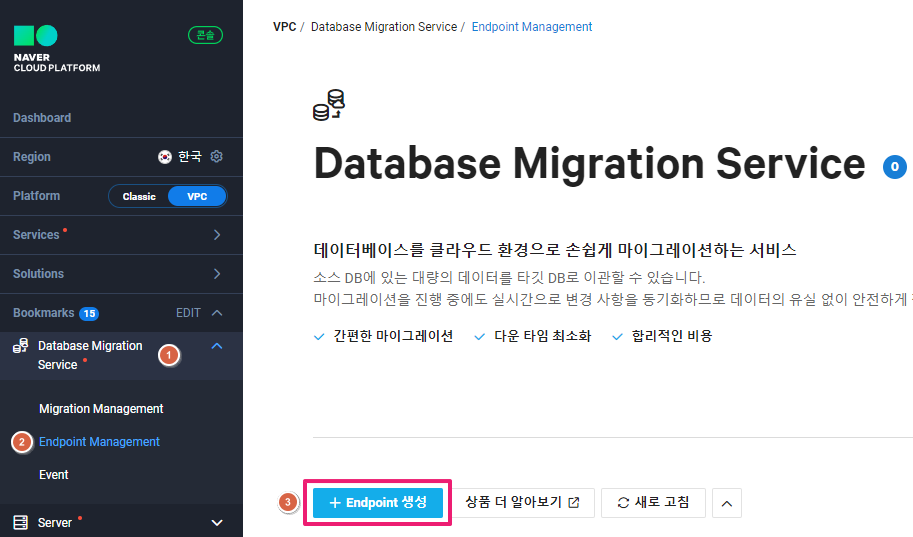 콘솔
NAVER
CLOUD PLATFORM
Dashboard
Region 한국
Platform Classic VPC
Services
Solutions
Bookmarks 15 EDIT
Database Migration
Service
1
Migration Management
2 Endpoint Management
Event
Server
VPC / Database Migration Service / Endpoint Management
Database Migration Service 0
데이터베이스를 클라우드 환경으로 손쉽게 마이그레이션하는 서비스
소스 DB에 있는 대량의 데이터를 타깃 DB로 이관할 수 있습니다.
마이그레이션을 진행 중에도 실시간으로 변경 사항을 동기화하므로 데이터의 유실 없이 안전하게
간편한 마이그레이션 다운 타임 최소화 합리적인 비용
3 + Endpoint 생성 상품 더 알아보기 새로 고침